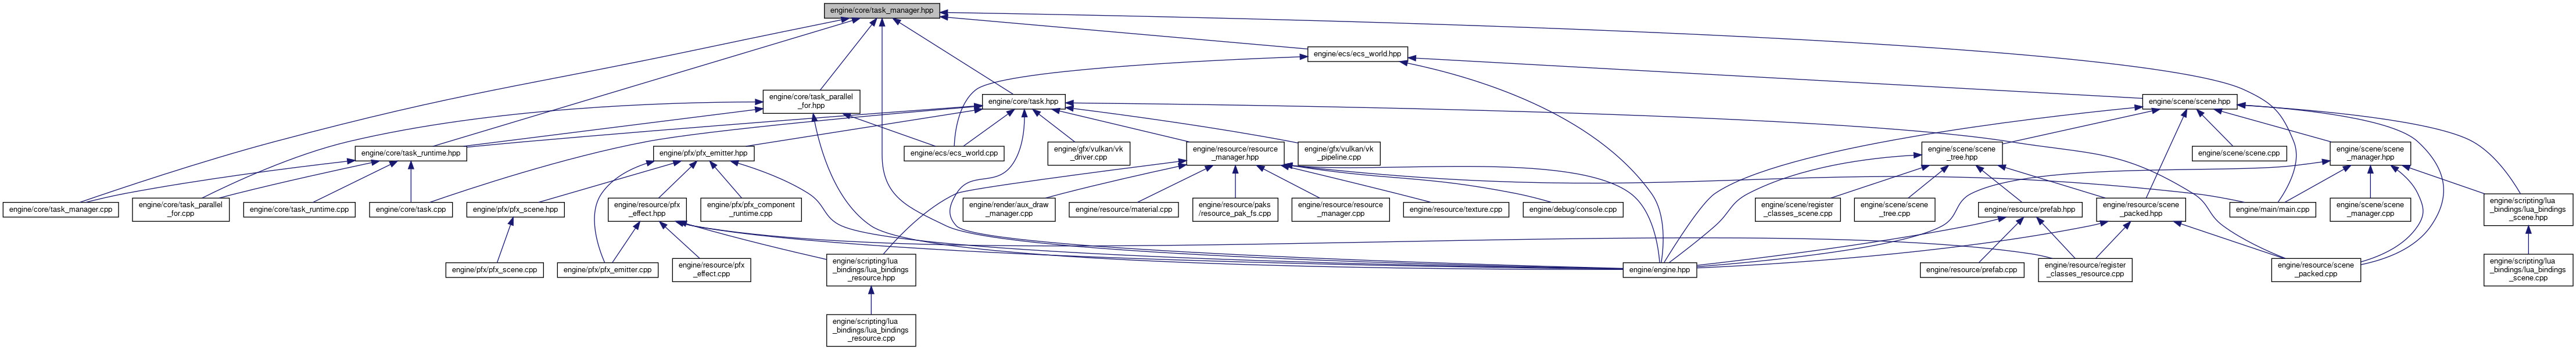 engine/core/task_manager.hpp
engine/ecs/ecs_world.hpp
engine/core/task_parallel
_for.hpp
engine/core/task.hpp
engine/scene/scene.hpp
engine/core/task_runtime.hpp
engine/pfx/pfx_emitter.hpp
engine/ecs/ecs_world.cpp
engine/gfx/vulkan/vk
_driver.cpp
engine/resource/resource
_manager.hpp
engine/gfx/vulkan/vk
_pipeline.cpp
engine/scene/scene
_tree.hpp
engine/scene/scene.cpp
engine/scene/scene
_manager.hpp
engine/core/task_manager.cpp
engine/core/task_parallel
_for.cpp
engine/core/task_runtime.cpp
engine/core/task.cpp
engine/pfx/pfx_scene.hpp
engine/resource/pfx
_effect.hpp
engine/pfx/pfx_component
_runtime.cpp
engine/render/aux_draw
_manager.cpp
engine/resource/material.cpp
engine/resource/paks
/resource_pak_fs.cpp
engine/resource/resource
_manager.cpp
engine/resource/texture.cpp
engine/debug/console.cpp
engine/scene/register
_classes_scene.cpp
engine/scene/scene
_tree.cpp
engine/resource/prefab.hpp
engine/resource/scene
_packed.hpp
engine/main/main.cpp
engine/scene/scene
_manager.cpp
engine/scripting/lua
_bindings/lua_bindings
_scene.hpp
engine/pfx/pfx_scene.cpp
engine/pfx/pfx_emitter.cpp
engine/resource/pfx
_effect.cpp
engine/scripting/lua
_bindings/lua_bindings
_resource.hpp
engine/engine.hpp
engine/resource/prefab.cpp
engine/resource/register
_classes_resource.cpp
engine/resource/scene
_packed.cpp
engine/scripting/lua
_bindings/lua_bindings
_scene.cpp
engine/scripting/lua
_bindings/lua_bindings
_resource.cpp